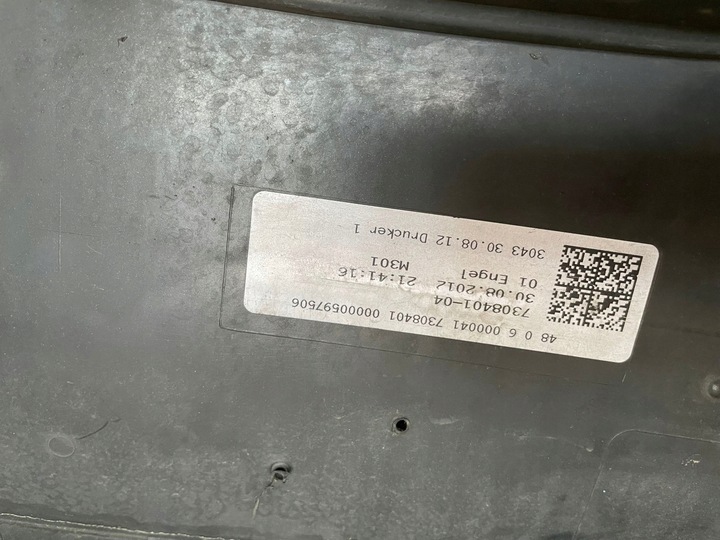 48 0 6 000041 7308401 00000597506
7308401-04
30.08.2012 21:41:16
01 Engel M301
3043 30.08.12 Drucker 1